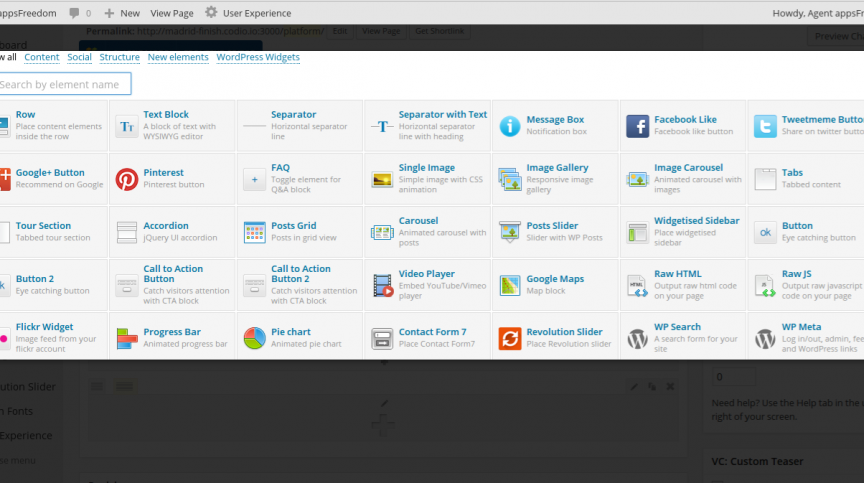 appsFreedom 0 New View Page User Experience Howdy, Agent appsFr
Permalink: http://madrid-finish.codio.io:3000/platform/ Edit View Page Get Shortlink
Preview Cha
w all Content Social Structure New elements WordPress Widgets
Search by element name
Row
Place content elements
inside the row
Text Block
A block of text with
WYSIWYG editor
Separator
Horizontal separator
line
Separator with Text
Horizontal separator
line with heading
Message Box
Notification box
Facebook Like
Facebook like button
Tweetmeme Button
Share on twitter butto
Google+ Button
Recommend on Google
Pinterest
Pinterest button
FAQ
Toggle element for
Q&A block
Single Image
Simple image with CSS
animation
Image Gallery
Responsive image
gallery
Image Carousel
Animated carousel with
images
Tabs
Tabbed content
Tour Section
Tabbed tour section
Accordion
jQuery UI accordion
Posts Grid
Posts in grid view
Carousel
Animated carousel with
posts
Posts Slider
Slider with WP Posts
Widgetised Sidebar
Place widgetised
sidebar
ok
Button
Eye catching button
ok
Button 2
Eye catching button
Call to Action
Button
Catch visitors attention
with CTA block
Call to Action
Button 2
Catch visitors attention
with CTA block
Video Player
Embed YouTube/Vimeo
player
Google Maps
Map block
Raw HTML
Output raw html code
on your page
Raw JS
Output raw javascript
code on your page
Flickr Widget
Image feed from your
flickr account
Progress Bar
Animated progress bar
Pie chart
Animated pie chart
Contact Form 7
Place Contact Form7
Revolution Slider
Place Revolution slider
WP Search
A search form for your
site
WP Meta
Log in/out, admin, fee
and WordPress links
ution Slider
n Fonts
Experience
se menu
0
Need help? Use the Help tab in the
right of your screen.
VC: Custom Teaser